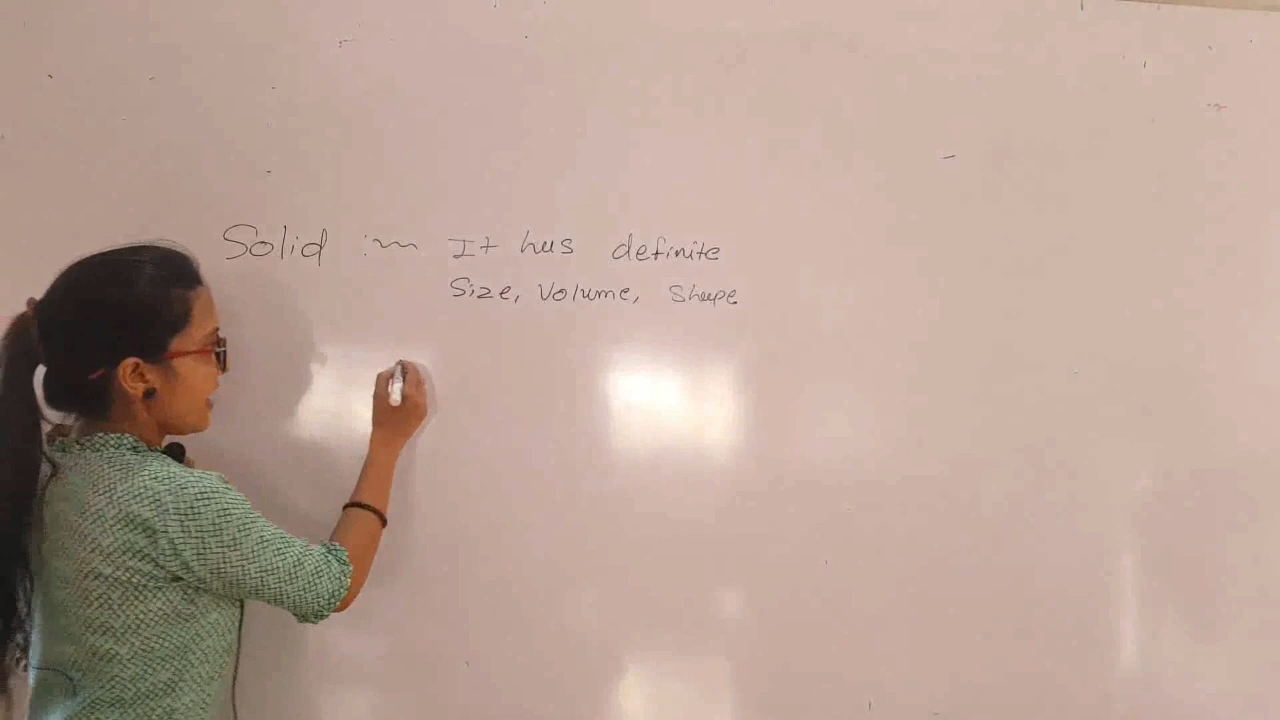 Solid :~ It has definite
Size, Volume, Shape